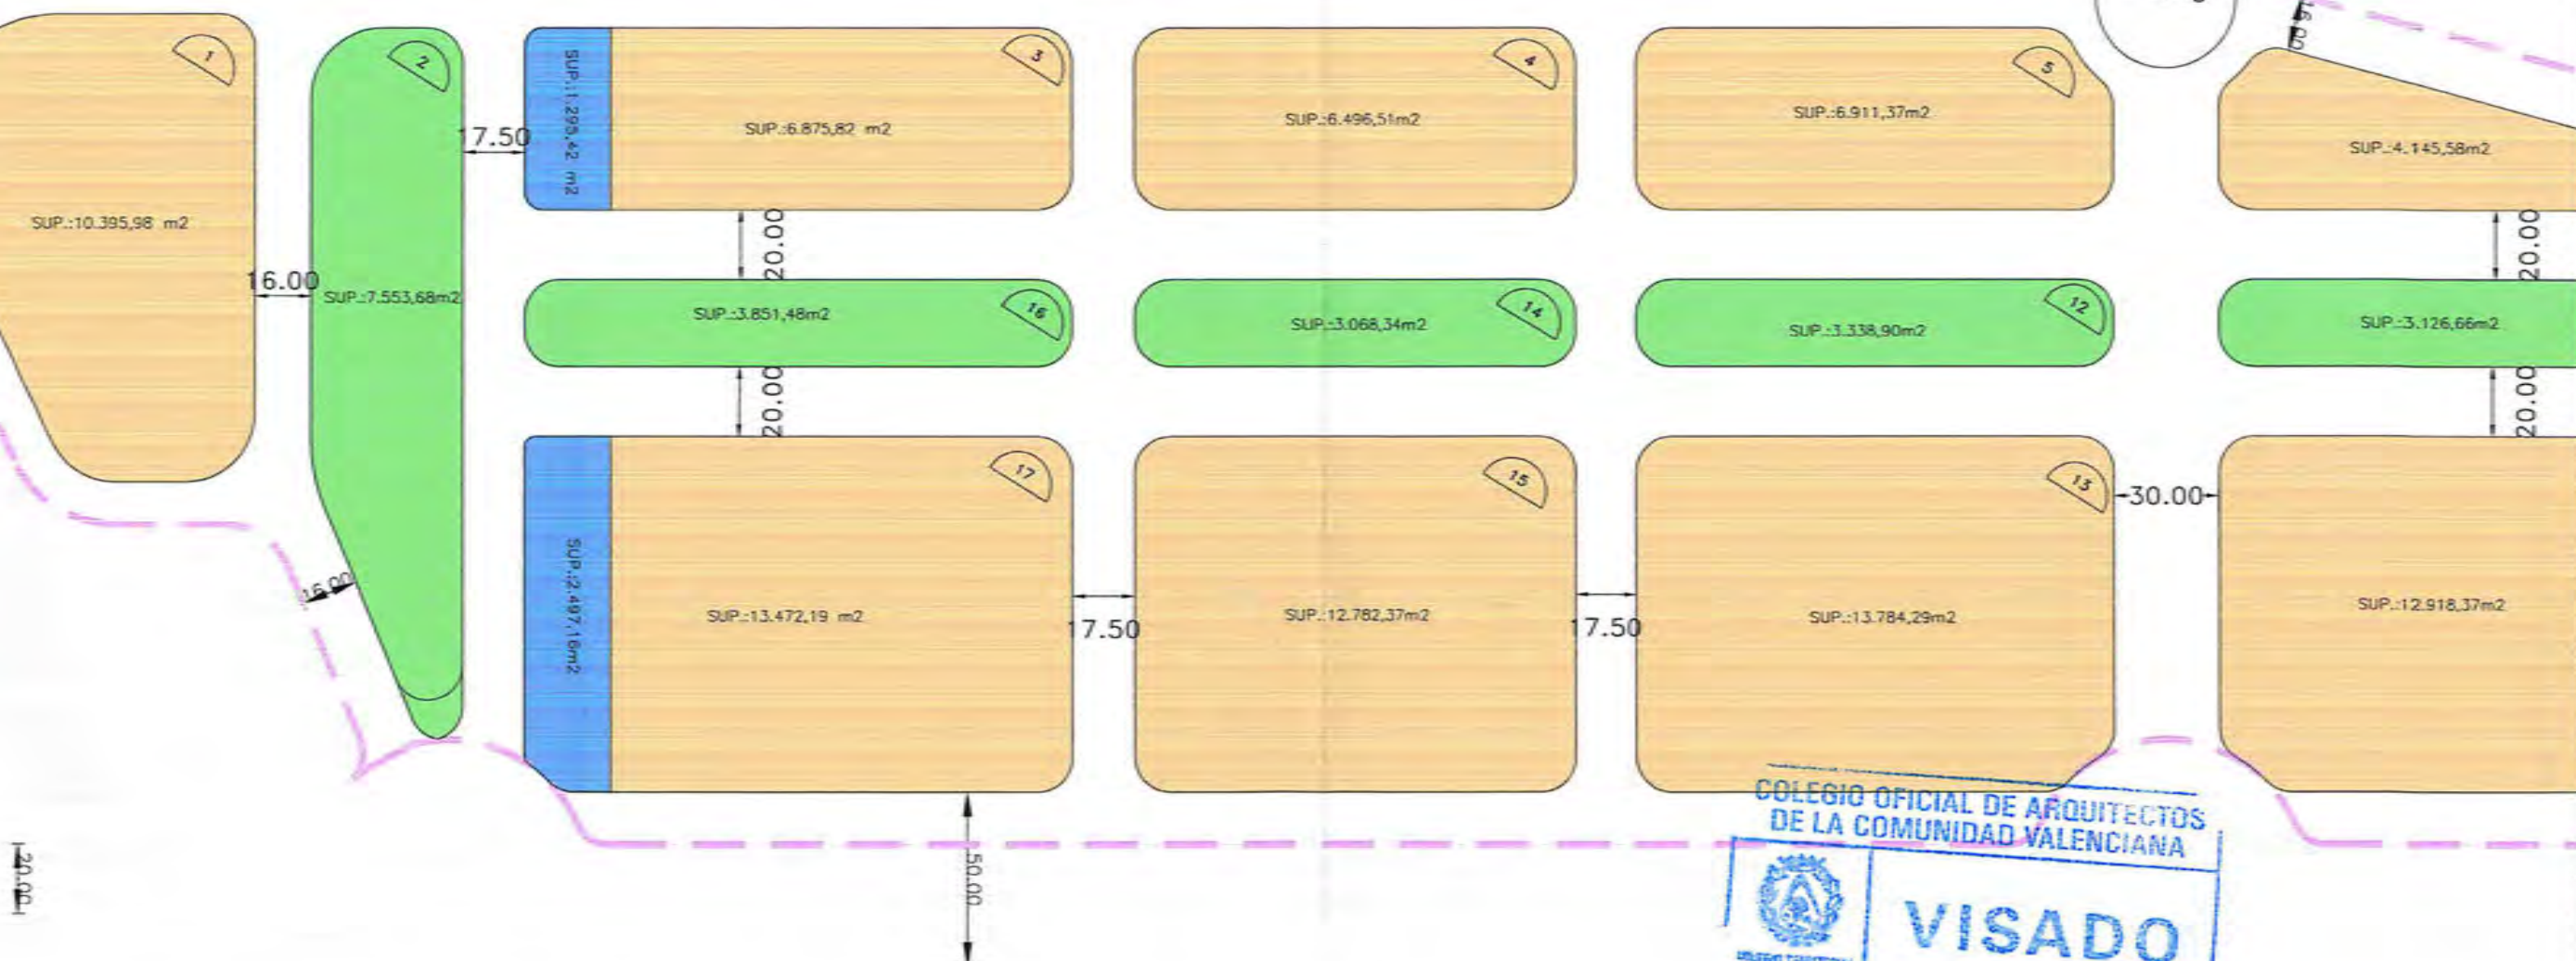 1
2
3
4
5
16.00
SUP.:1.295,42 m2
SUP.:6.875,82 m2
SUP.:6.496,51m2
SUP.:6.911,37m2
SUP.:4.145,58m2
17.50
SUP.:10.395,98 m2
20.00
20.00
16.00
SUP.:7.553,68m2
16
14
12
SUP.:3.851,48m2
SUP.:3.068,34m2
SUP.:3.338,90m2
SUP.:3.126,66m2
20.00
20.00
17
15
13
30.00
16.00
SUP.:2.497,16m2
SUP.:13.472,19 m2
SUP.:12.782,37m2
SUP.:13.784,29m2
SUP.:12.918,37m2
17.50
17.50
20.00
50.00
COLEGIO OFICIAL DE ARQUITECTOS
DE LA COMUNIDAD VALENCIANA
VISADO